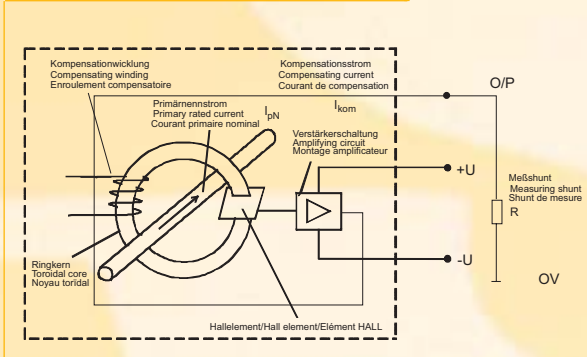 Kompensationwicklung
Compensating winding
Enroulement compensatoire
Kompensationsstrom
Compensating current
Courant de compensation
O/P
Primärnennstrom
Primary rated current
Courant primaire nominal
IpN
Ikom
Verstärkerschaltung
Amplifying circuit
Montage amplificateur
+U
Meßshunt
Measuring shunt
Shunt de mesure
R
Ringkern
Toroidal core
Noyau torïdal
-U
OV
Hallelement/Hall element/Elément HALL